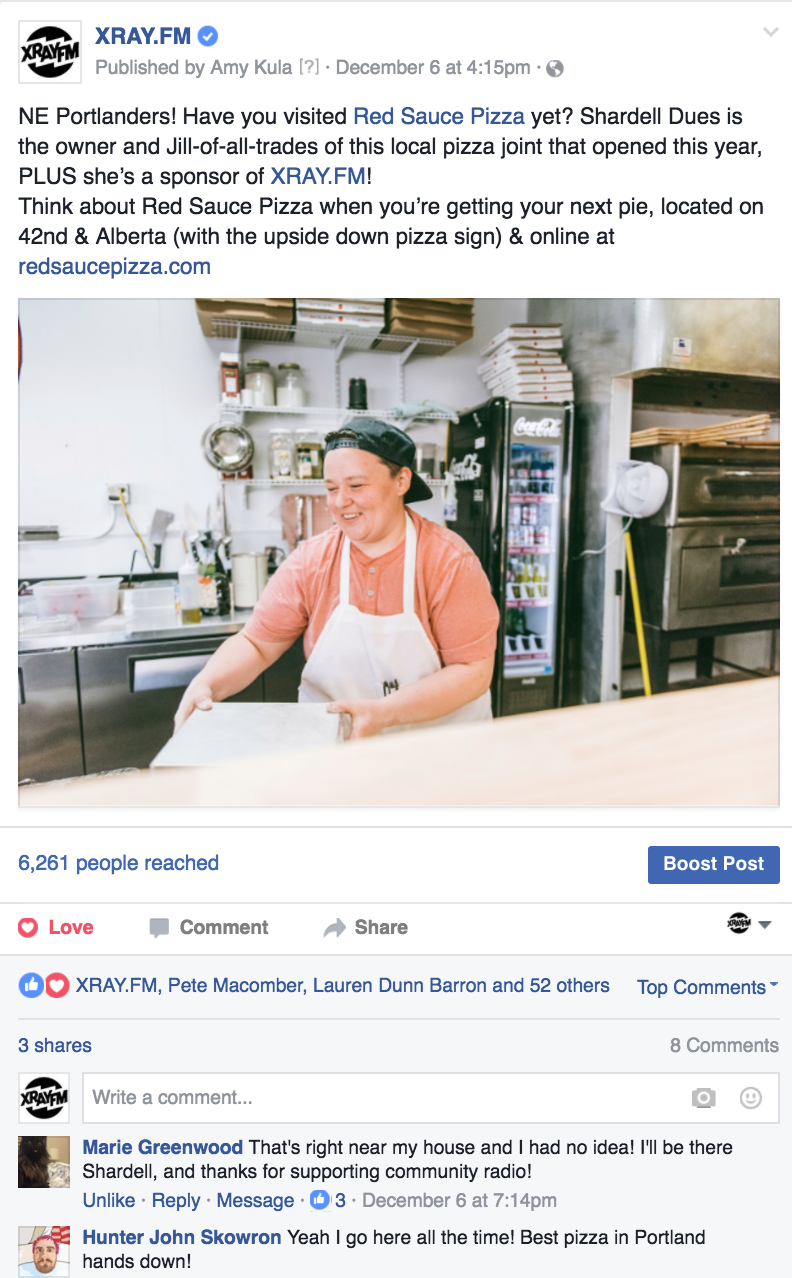 XRAY.FM
XRAYFM
Published by Amy Kula [?] · December 6 at 4:15pm ·
NE Portlanders! Have you visited Red Sauce Pizza yet? Shardell Dues is
the owner and Jill-of-all-trades of this local pizza joint that opened this year,
PLUS she’s a sponsor of XRAY.FM!
Think about Red Sauce Pizza when you’re getting your next pie, located on
42nd & Alberta (with the upside down pizza sign) & online at
redsaucepizza.com
Coca-Cola
6,261 people reached
Boost Post
Love
Comment
Share
XRAYFM
XRAY.FM, Pete Macomber, Lauren Dunn Barron and 52 others
Top Comments
3 shares
8 Comments
XRAYFM
Write a comment...
Marie Greenwood That's right near my house and I had no idea! I'll be there
Shardell, and thanks for supporting community radio!
Unlike · Reply · Message · 3 · December 6 at 7:14pm
Hunter John Skowron Yeah I go here all the time! Best pizza in Portland
hands down!